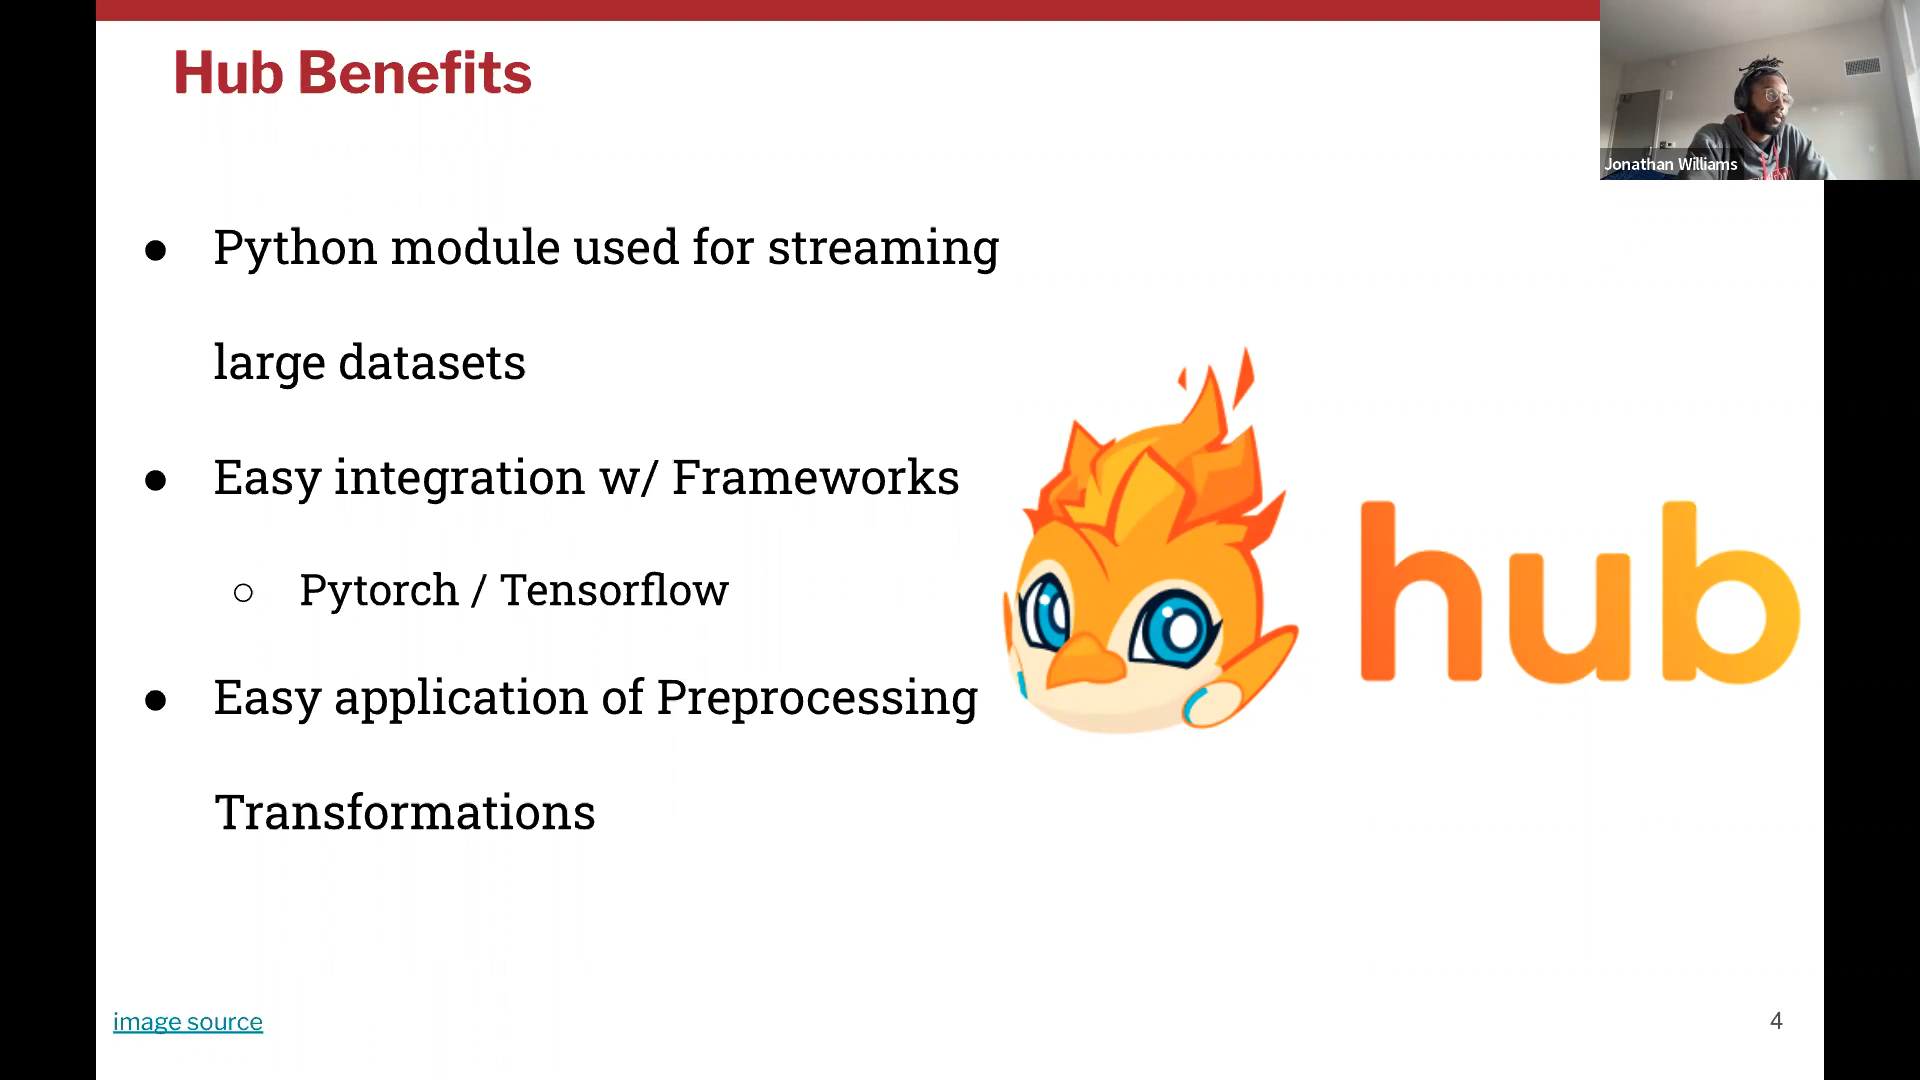 Hub Benefits
Jonathan Williams
● Python module used for streaming
large datasets
● Easy integration w/ Frameworks
○ Pytorch / Tensorflow
● Easy application of Preprocessing
Transformations
hub
image source
4